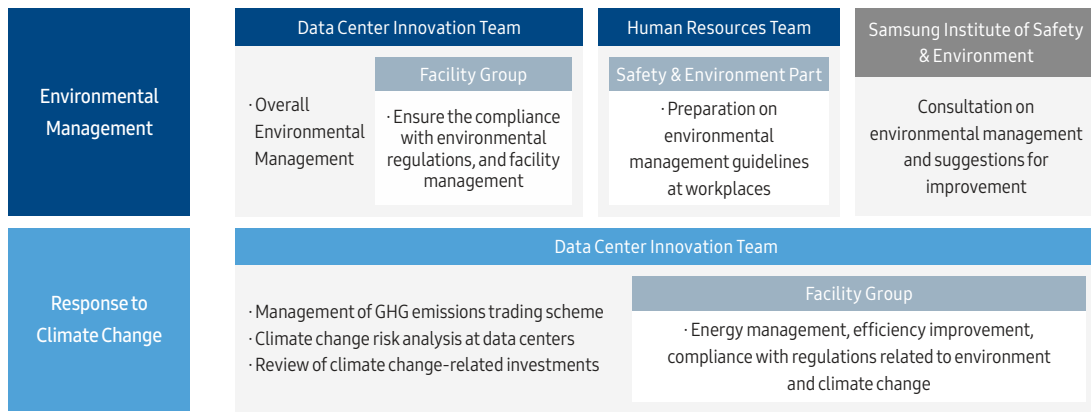 Environmental
Management
Data Center Innovation Team
· Overall
Environmental
Management
Facility Group
· Ensure the compliance
with environmental
regulations, and facility
management
Human Resources Team
Safety & Environment Part
· Preparation on
environmental
management guidelines
at workplaces
Samsung Institute of Safety
& Environment
Consultation on
environmental management
and suggestions for
improvement
Response to
Climate Change
Data Center Innovation Team
· Management of GHG emissions trading scheme
· Climate change risk analysis at data centers
· Review of climate change-related investments
Facility Group
· Energy management, efficiency improvement,
compliance with regulations related to environment
and climate change